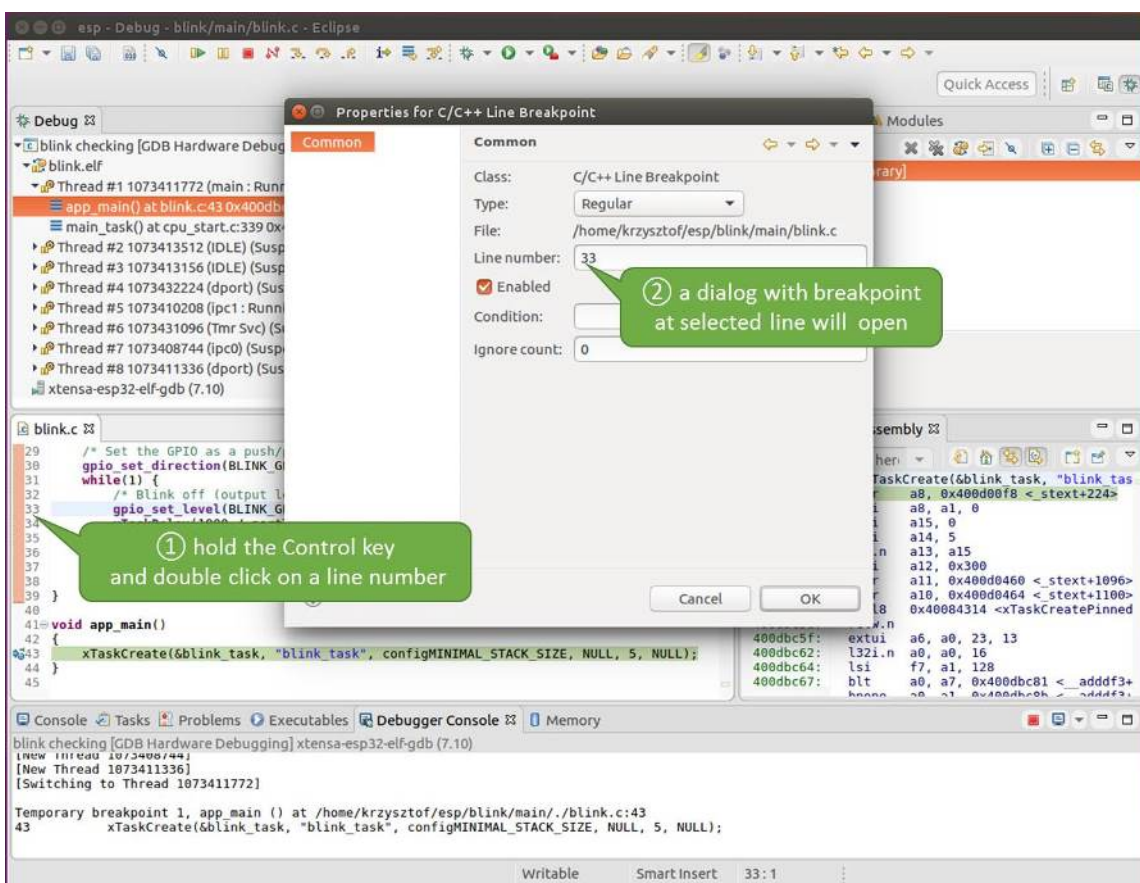 esp - Debug - blink/main/blink.c - Eclipse
Quick Access
Debug
Modules
blink checking [GDB Hardware Debug
blink.elf
Thread #1 1073411772 (main : Runn
app_main() at blink.c:43 0x400db
main_task() at cpu_start.c:339 0x4
Thread #2 1073413512 (IDLE) (Susp
Thread #3 1073413156 (IDLE) (Susp
Thread #4 1073432224 (dport) (Sus
Thread #5 1073410208 (ipc1 : Runni
Thread #6 1073431096 (Tmr Svc) (S
Thread #7 1073408744 (ipc0) (Susp
Thread #8 1073411336 (dport) (Sus
xtensa-esp32-elf-gdb (7.10)
rary]
Properties for C/C++ Line Breakpoint
Common
Common
Class: C/C++ Line Breakpoint
Type: Regular
File: /home/krzysztof/esp/blink/main/blink.c
Line number: 33
Enabled
Condition:
Ignore count: 0
② a dialog with breakpoint
at selected line will open
Cancel OK
blink.c
29 /* Set the GPIO as a push/
30 gpio_set_direction(BLINK_G
31 while(1) {
32 /* Blink off (output l
33 gpio_set_level(BLINK_G
34
35
36
37
38
39 }
40
41 void app_main()
42 {
43 xTaskCreate(&blink_task, "blink_task", configMINIMAL_STACK_SIZE, NULL, 5, NULL);
44 }
45
① hold the Control key
and double click on a line number
sembly
here
TaskCreate(&blink_task, "blink_tas
r a8, 0x400d00f8 <_stext+224>
i a8, a1, 0
i a15, 0
i a14, 5
.n a13, a15
i a12, 0x300
r a11, 0x400d0460 <_stext+1096>
r a10, 0x400d0464 <_stext+1100>
l8 0x40084314 <xTaskCreatePinned
400dbc5f: extui a6, a0, 23, 13
400dbc62: l32i.n a0, a0, 16
400dbc64: lsi f7, a1, 128
400dbc67: blt a0, a7, 0x400dbc81 <__adddf3+
Console Tasks Problems Executables Debugger Console Memory
blink checking [GDB Hardware Debugging] xtensa-esp32-elf-gdb (7.10)
[New Thread 1073408744]
[New Thread 1073411336]
[Switching to Thread 1073411772]
Temporary breakpoint 1, app_main () at /home/krzysztof/esp/blink/main/./blink.c:43
43 xTaskCreate(&blink_task, "blink_task", configMINIMAL_STACK_SIZE, NULL, 5, NULL);
Writable Smart Insert 33 : 1